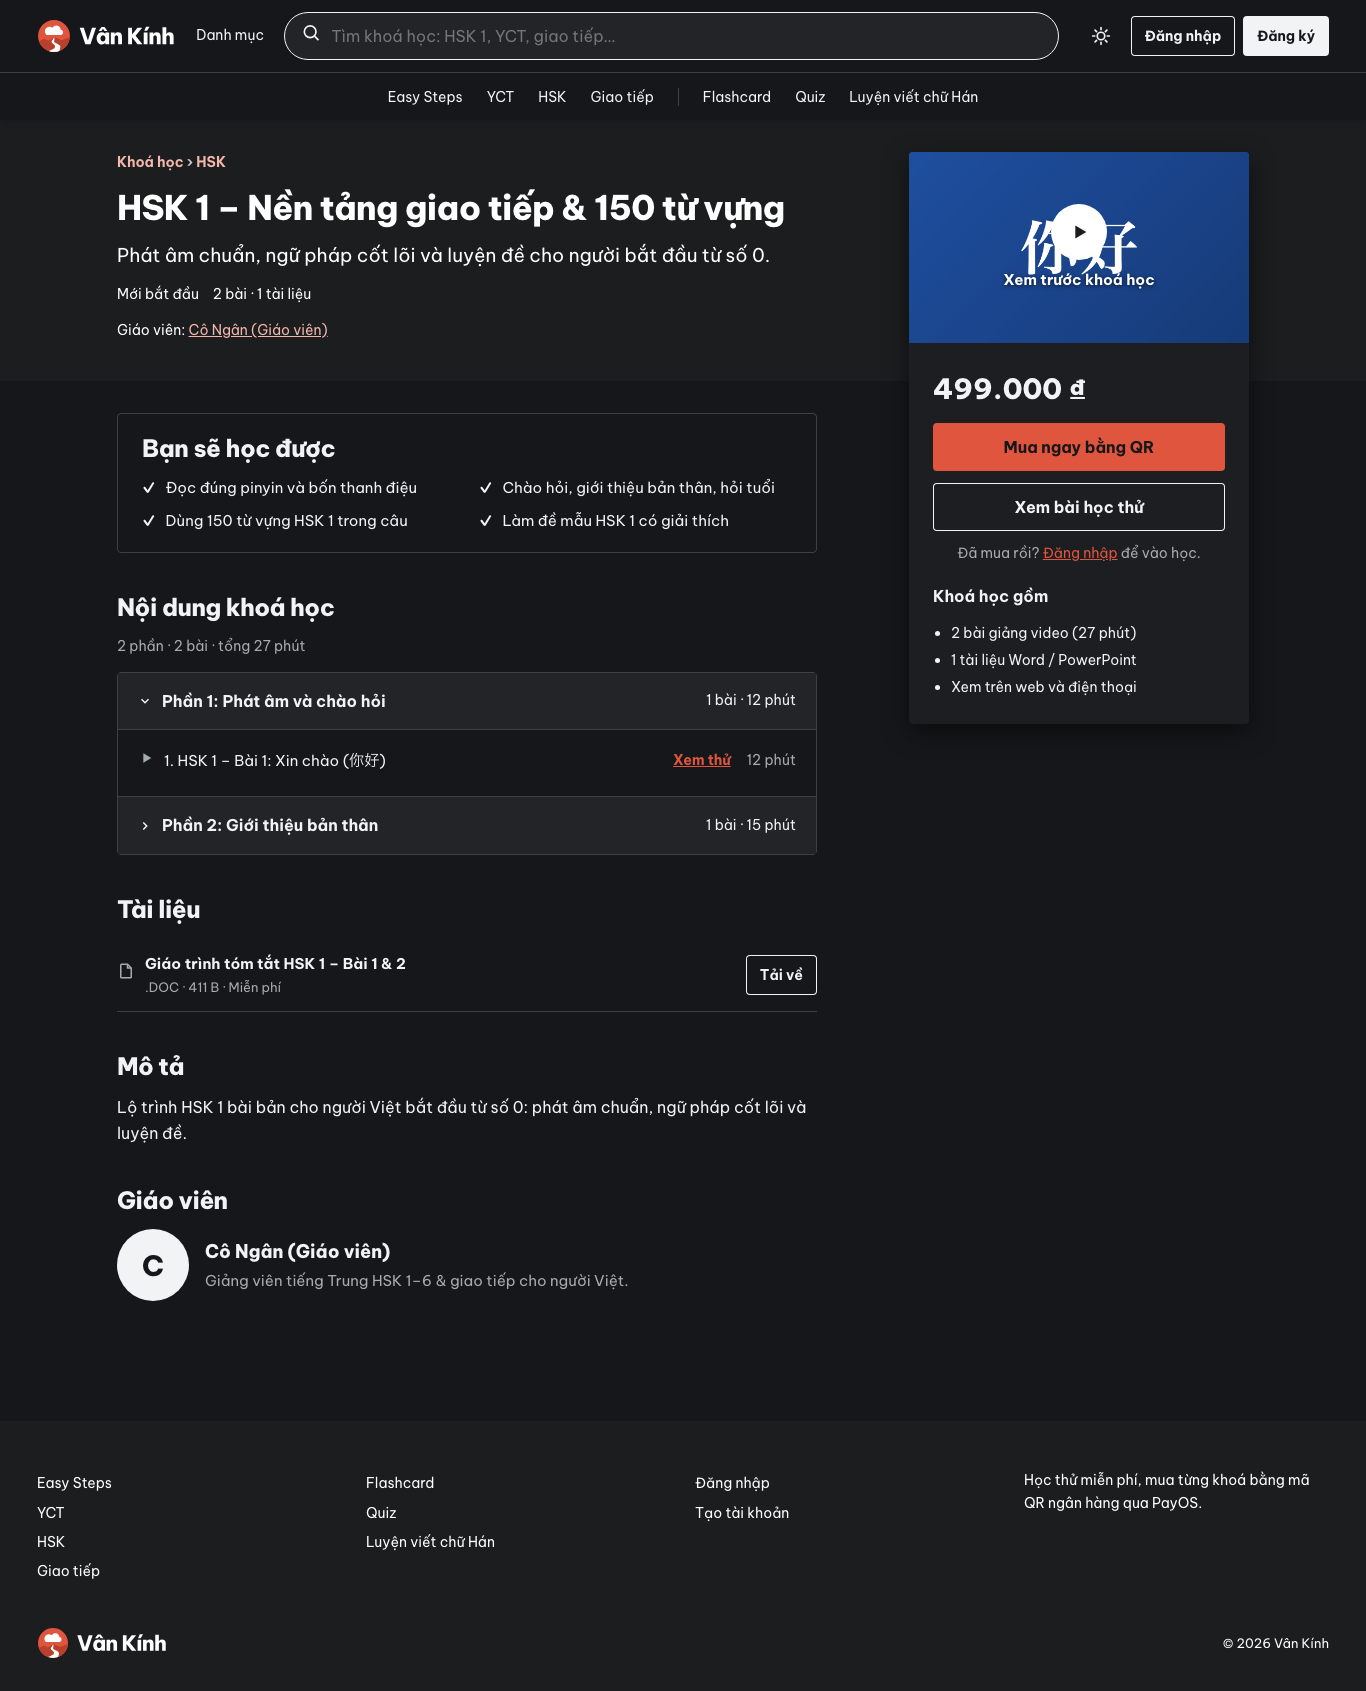 Vân Kính
Danh mục
Tìm khoá học: HSK 1, YCT, giao tiếp...
Đăng nhập
Đăng ký
Easy Steps
YCT
HSK
Giao tiếp
Flashcard
Quiz
Luyện viết chữ Hán
Khoá học › HSK
HSK 1 – Nền tảng giao tiếp & 150 từ vựng
Phát âm chuẩn, ngữ pháp cốt lõi và luyện đề cho người bắt đầu từ số 0.
Mới bắt đầu 2 bài · 1 tài liệu
Giáo viên: Cô Ngân (Giáo viên)
你好
Xem trước khoá học
499.000 ₫
Mua ngay bằng QR
Xem bài học thử
Đã mua rồi? Đăng nhập để vào học.
Khoá học gồm
2 bài giảng video (27 phút)
1 tài liệu Word / PowerPoint
Xem trên web và điện thoại
Bạn sẽ học được
Đọc đúng pinyin và bốn thanh điệu
Chào hỏi, giới thiệu bản thân, hỏi tuổi
Dùng 150 từ vựng HSK 1 trong câu
Làm đề mẫu HSK 1 có giải thích
Nội dung khoá học
2 phần · 2 bài · tổng 27 phút
Phần 1: Phát âm và chào hỏi
1 bài · 12 phút
1. HSK 1 – Bài 1: Xin chào (你好)
Xem thử 12 phút
Phần 2: Giới thiệu bản thân
1 bài · 15 phút
Tài liệu
Giáo trình tóm tắt HSK 1 – Bài 1 & 2
.DOC · 411 B · Miễn phí
Tải về
Mô tả
Lộ trình HSK 1 bài bản cho người Việt bắt đầu từ số 0: phát âm chuẩn, ngữ pháp cốt lõi và
luyện đề.
Giáo viên
C
Cô Ngân (Giáo viên)
Giảng viên tiếng Trung HSK 1–6 & giao tiếp cho người Việt.
Easy Steps
YCT
HSK
Giao tiếp
Flashcard
Quiz
Luyện viết chữ Hán
Đăng nhập
Tạo tài khoản
Học thử miễn phí, mua từng khoá bằng mã
QR ngân hàng qua PayOS.
Vân Kính
© 2026 Vân Kính